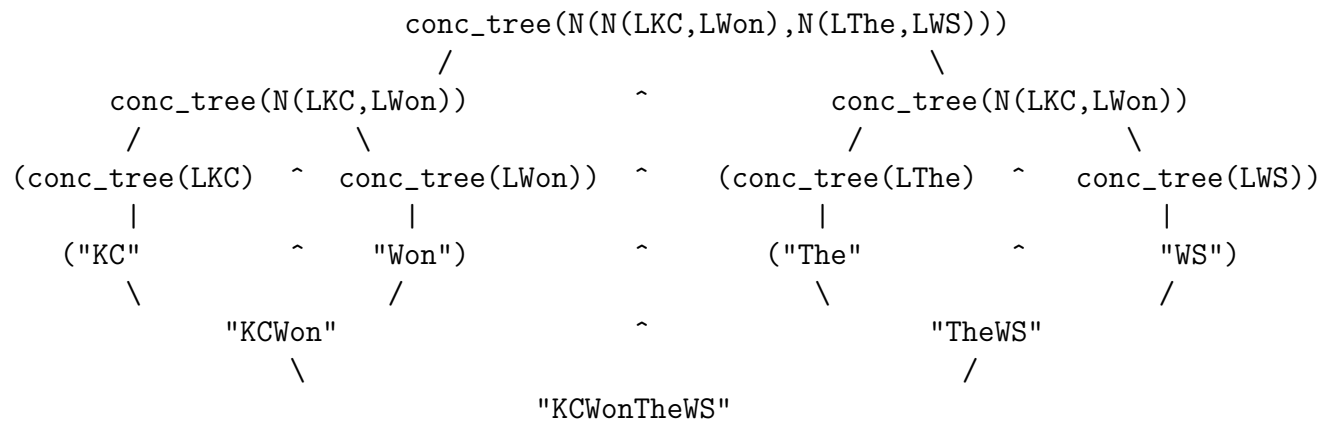 conc_tree(N(N(LKC,LWon),N(LThe,LWS)))
/ \
conc_tree(N(LKC,LWon)) ^ conc_tree(N(LKC,LWon))
/ \ / \
(conc_tree(LKC) ^ conc_tree(LWon)) ^ (conc_tree(LThe) ^ conc_tree(LWS))
| | | |
("KC" ^ "Won") ^ ("The" ^ "WS")
\ / \ /
"KCWon" ^ "TheWS"
\ /
"KCWonTheWS"